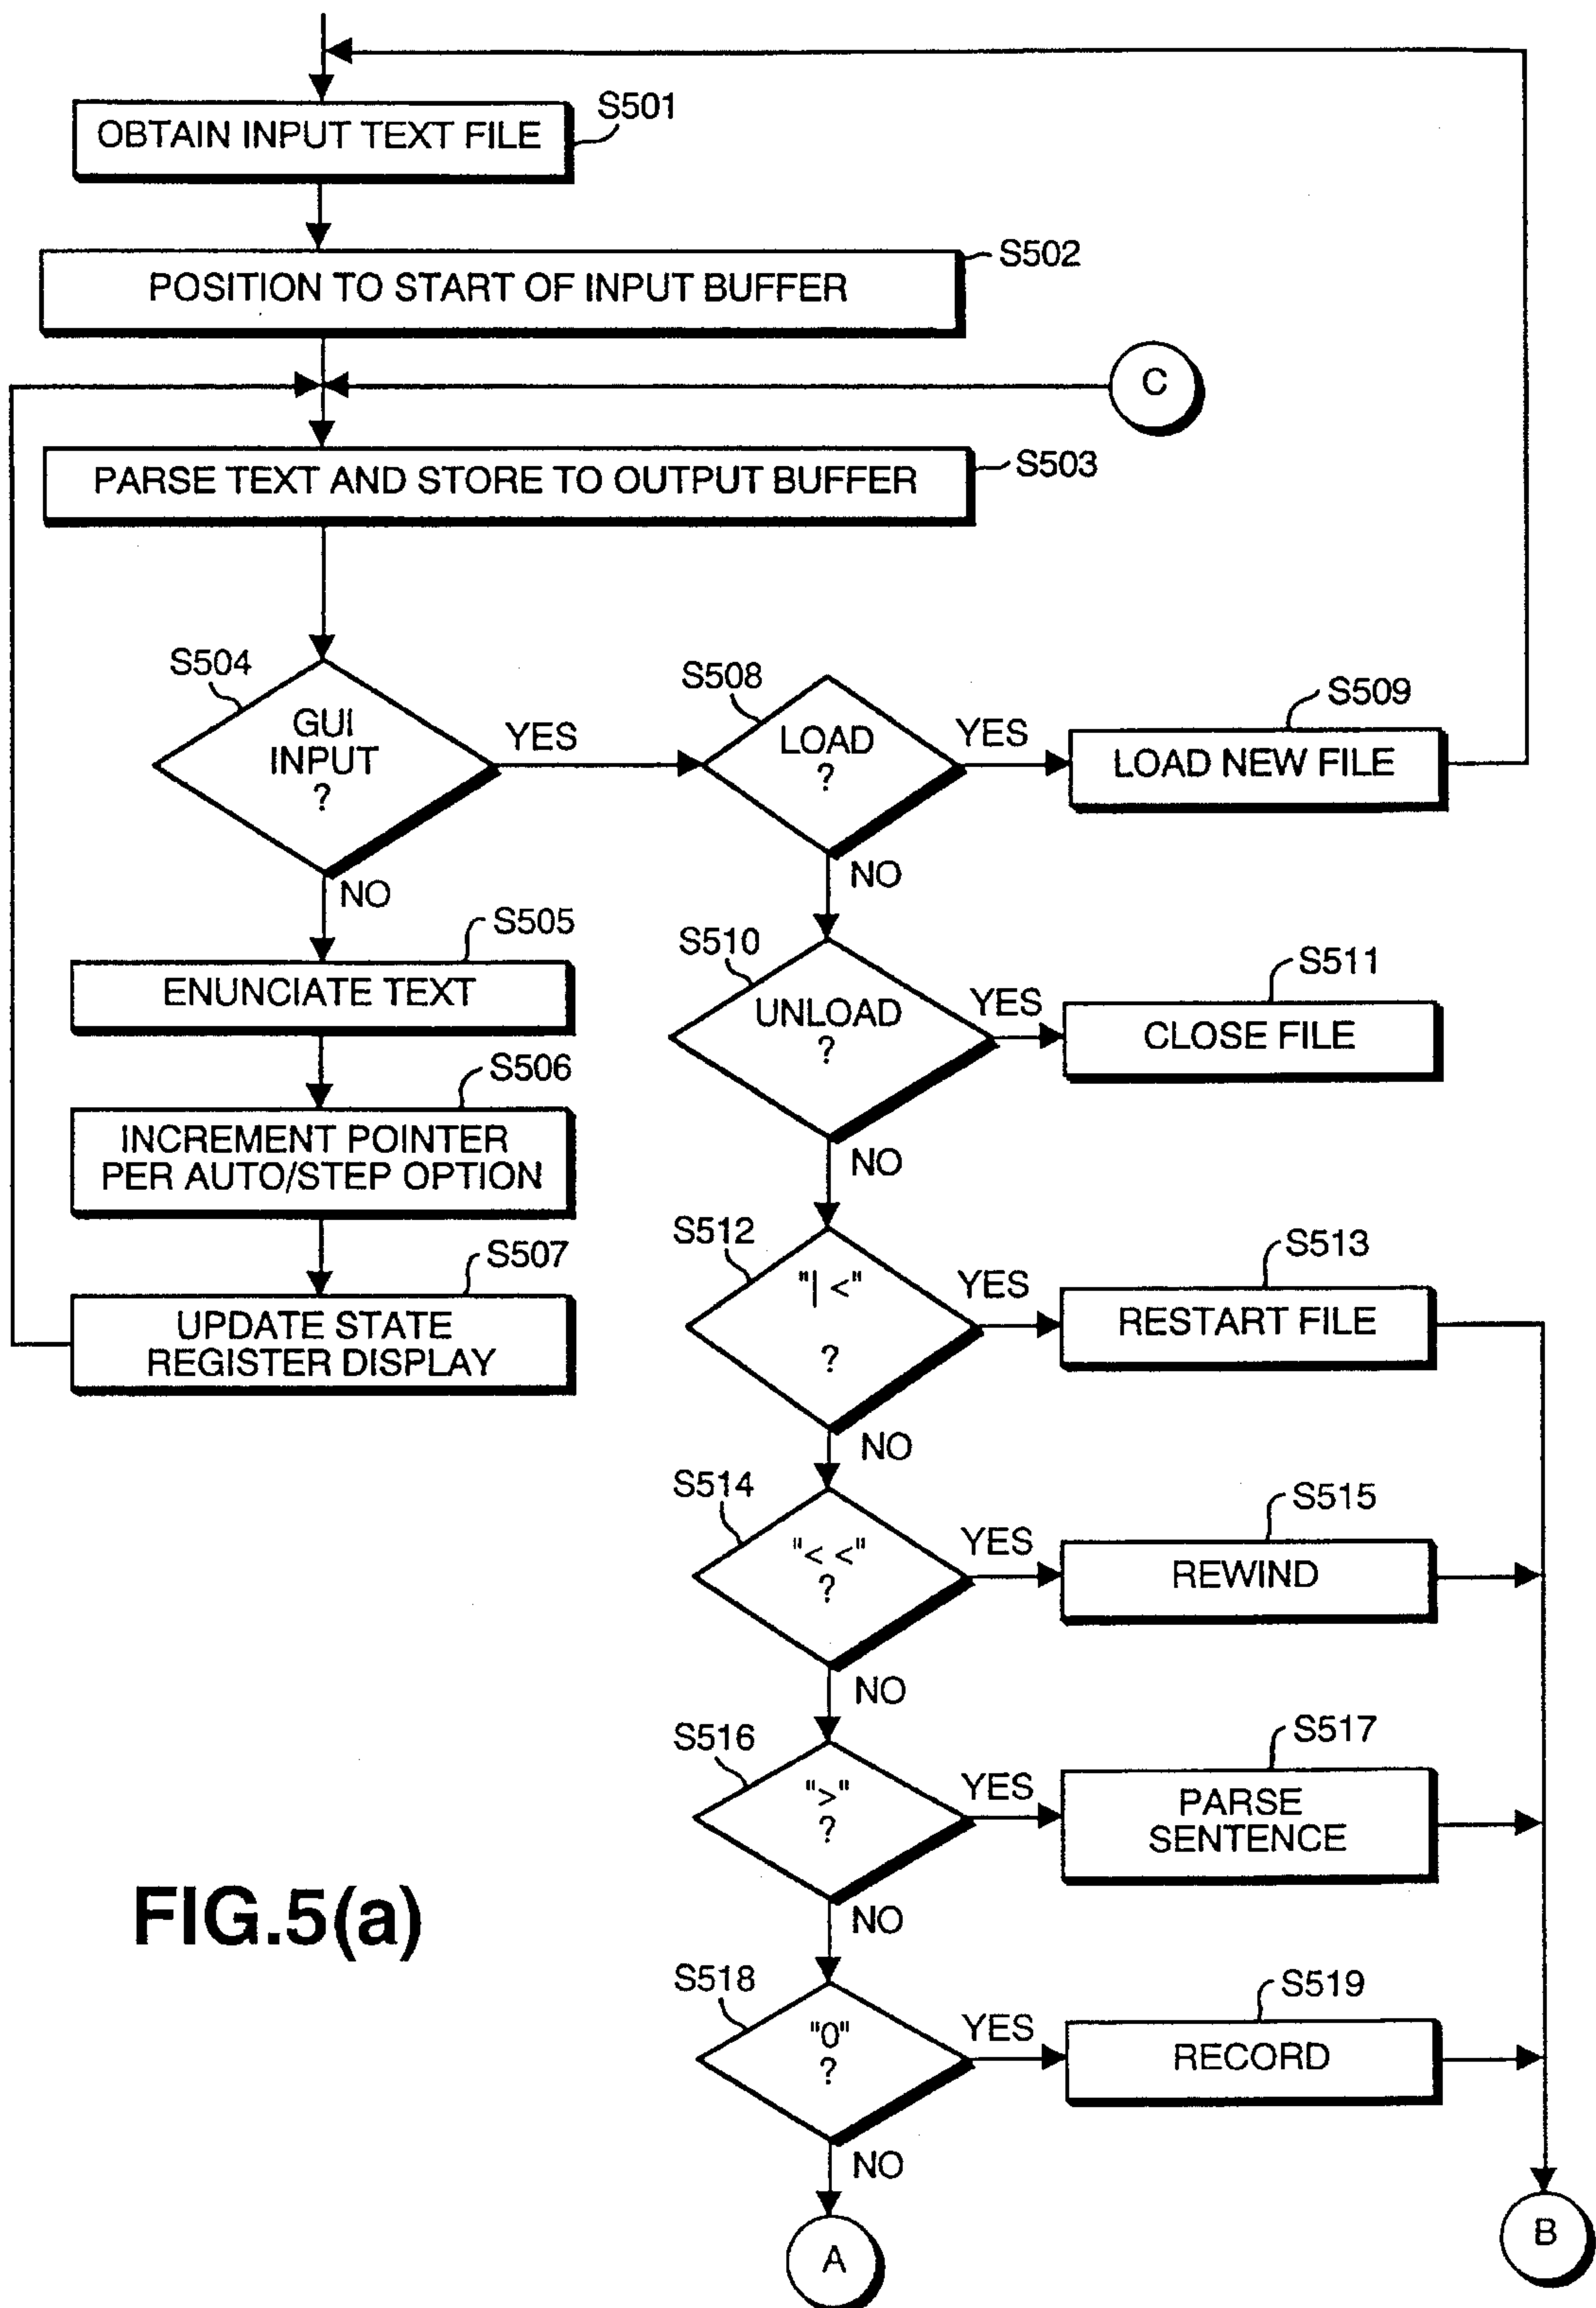 S501
OBTAIN INPUT TEXT FILE
S502
POSITION TO START OF INPUT BUFFER
C
S503
PARSE TEXT AND STORE TO OUTPUT BUFFER
S504
GUI
INPUT
?
YES
NO
S508
LOAD
?
YES
NO
S509
LOAD NEW FILE
S505
ENUNCIATE TEXT
S506
INCREMENT POINTER
PER AUTO/STEP OPTION
S507
UPDATE STATE
REGISTER DISPLAY
S510
UNLOAD
?
YES
NO
S511
CLOSE FILE
S512
"| <"
?
YES
NO
S513
RESTART FILE
S514
"< <"
?
YES
NO
S515
REWIND
S516
">"
?
YES
NO
S517
PARSE
SENTENCE
S518
"0"
?
YES
NO
S519
RECORD
A
B
FIG.5(a)